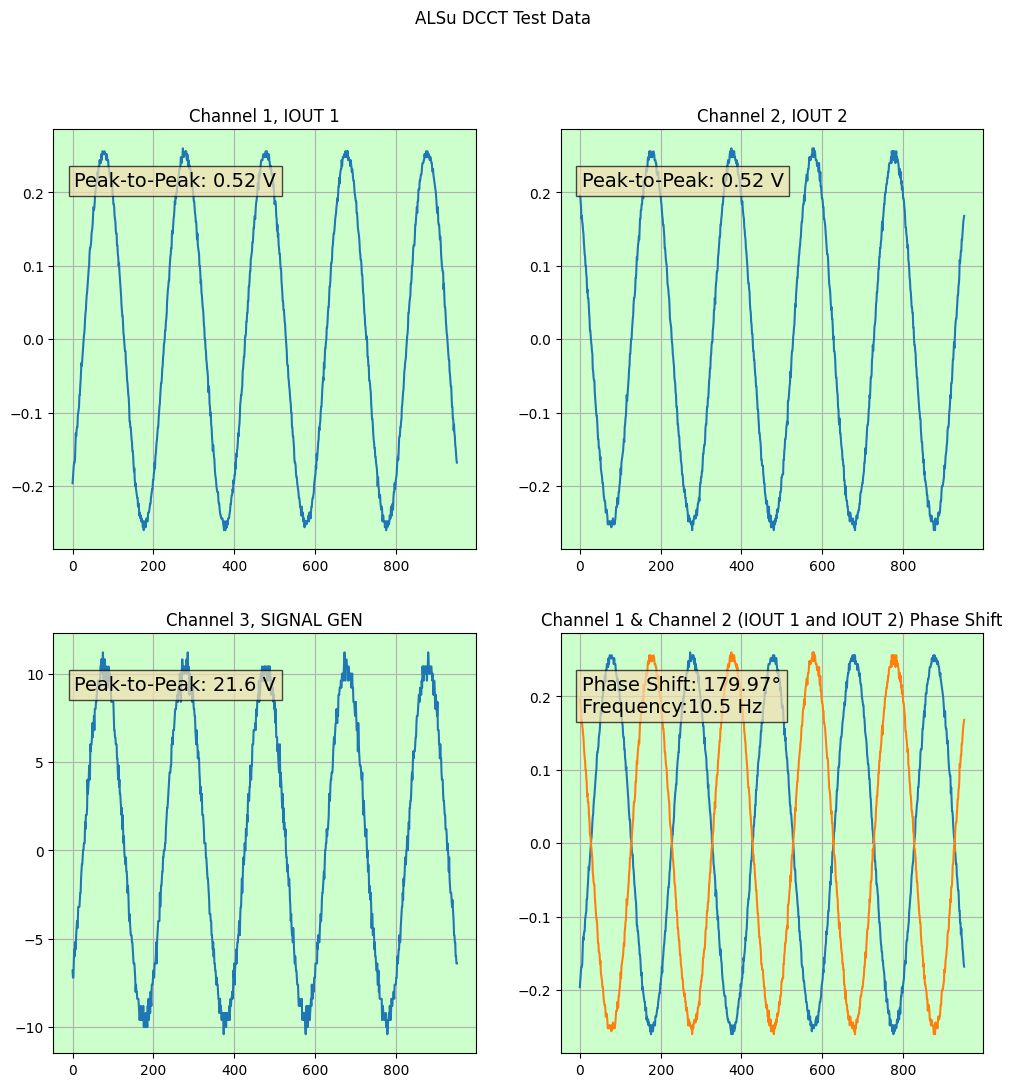 ALSu DCCT Test Data
Channel 1, IOUT 1
Peak-to-Peak: 0.52 V
0.2
0.1
0.0
−0.1
−0.2
0 200 400 600 800
Channel 2, IOUT 2
Peak-to-Peak: 0.52 V
0.2
0.1
0.0
−0.1
−0.2
0 200 400 600 800
Channel 3, SIGNAL GEN
Peak-to-Peak: 21.6 V
10
5
0
−5
−10
0 200 400 600 800
Channel 1 & Channel 2 (IOUT 1 and IOUT 2) Phase Shift
Phase Shift: 179.97°
Frequency:10.5 Hz
0.2
0.1
0.0
−0.1
−0.2
0 200 400 600 800